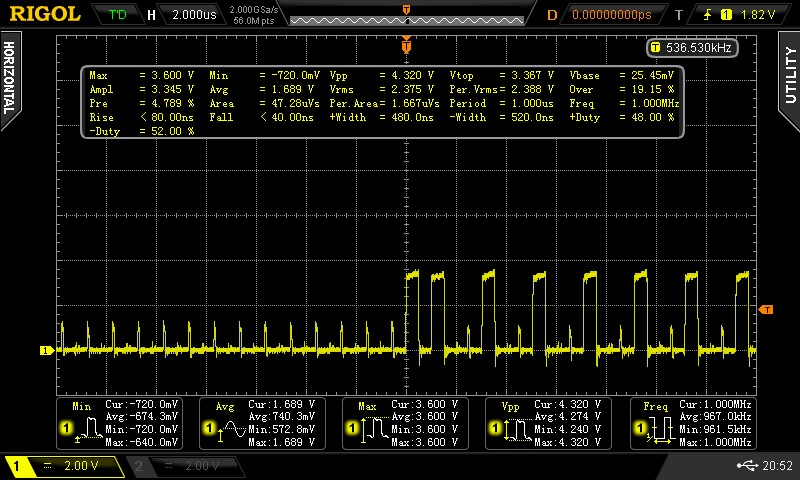 RIGOL T'D H 2.000us 2.000GSa/s 56.0M pts D 0.00000000ps T 1 1.82 V
T
T 536.530kHz
HORIZONTAL
UTILITY
Max = 3.600 V Min = -720.0mV Vpp = 4.320 V Vtop = 3.367 V Vbase = 25.45mV
Ampl = 3.345 V Avg = 1.689 V Vrms = 2.375 V Per.Vrms = 2.388 V Over = 19.15 %
Pre = 4.789 % Area = 47.28uVs Per.Area = 1.667uVs Period = 1.000us Freq = 1.000MHz
Rise < 80.00ns Fall < 40.00ns +Width = 480.0ns -Width = 520.0ns +Duty = 48.00 %
-Duty = 52.00 %
T
1
Min Cur:-720.0mV Avg Cur:1.689 V Max Cur:3.600 V Vpp Cur:4.320 V Freq Cur:1.000MHz
Avg:-674.3mV Avg:740.3mV Avg:3.600 V Avg:4.274 V Avg:967.0kHz
1 Min:-720.0mV 1 Min:572.8mV 1 Min:3.600 V 1 Min:4.240 V 1 Min:961.5kHz
Max:-640.0mV Max:1.689 V Max:3.600 V Max:4.320 V Max:1.000MHz
1 2.00 V 2 2.00 V 20:52